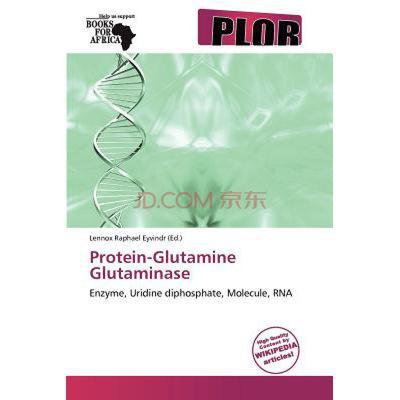 Help us support
BOOKS
FOR
AFRICA
PLOR
JD.COM 京东
Lennox Raphael Eyvindr (Ed.)
Protein-Glutamine
Glutaminase
Enzyme, Uridine diphosphate, Molecule, RNA
High Quality
Content by
WIKIPEDIA
articles!